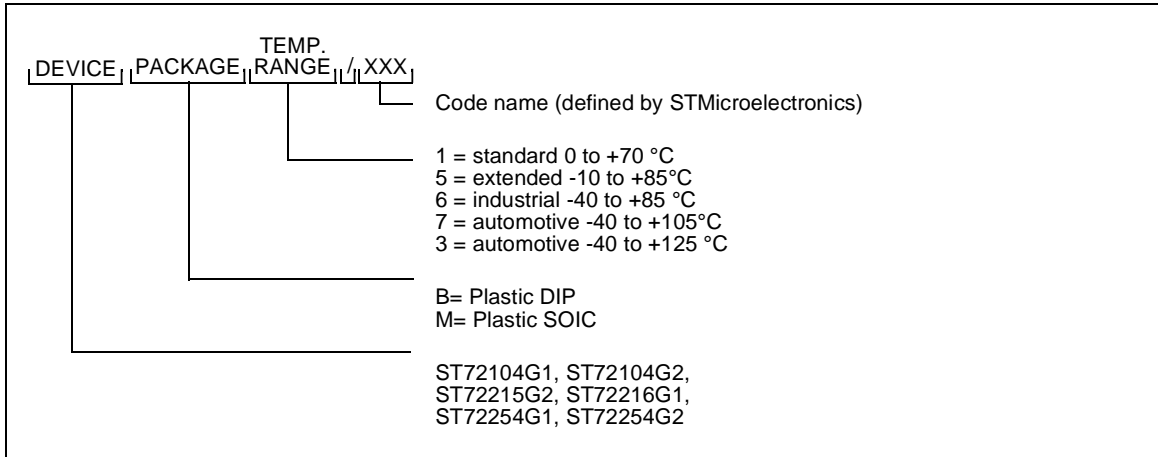 TEMP.
DEVICE PACKAGE RANGE / XXX
Code name (defined by STMicroelectronics)
1 = standard 0 to +70 °C
5 = extended -10 to +85°C
6 = industrial -40 to +85 °C
7 = automotive -40 to +105°C
3 = automotive -40 to +125 °C
B= Plastic DIP
M= Plastic SOIC
ST72104G1, ST72104G2,
ST72215G2, ST72216G1,
ST72254G1, ST72254G2